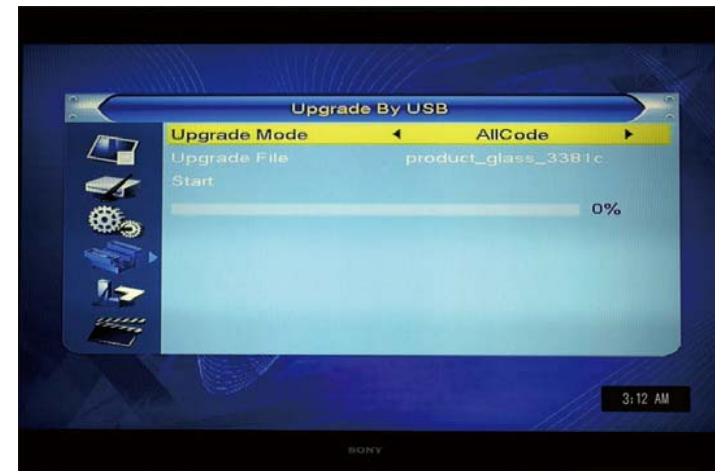 Upgrade By USB
Upgrade Mode AllCode
Upgrade File product_glass_3381c
Start
0%
3:12 AM
SONY